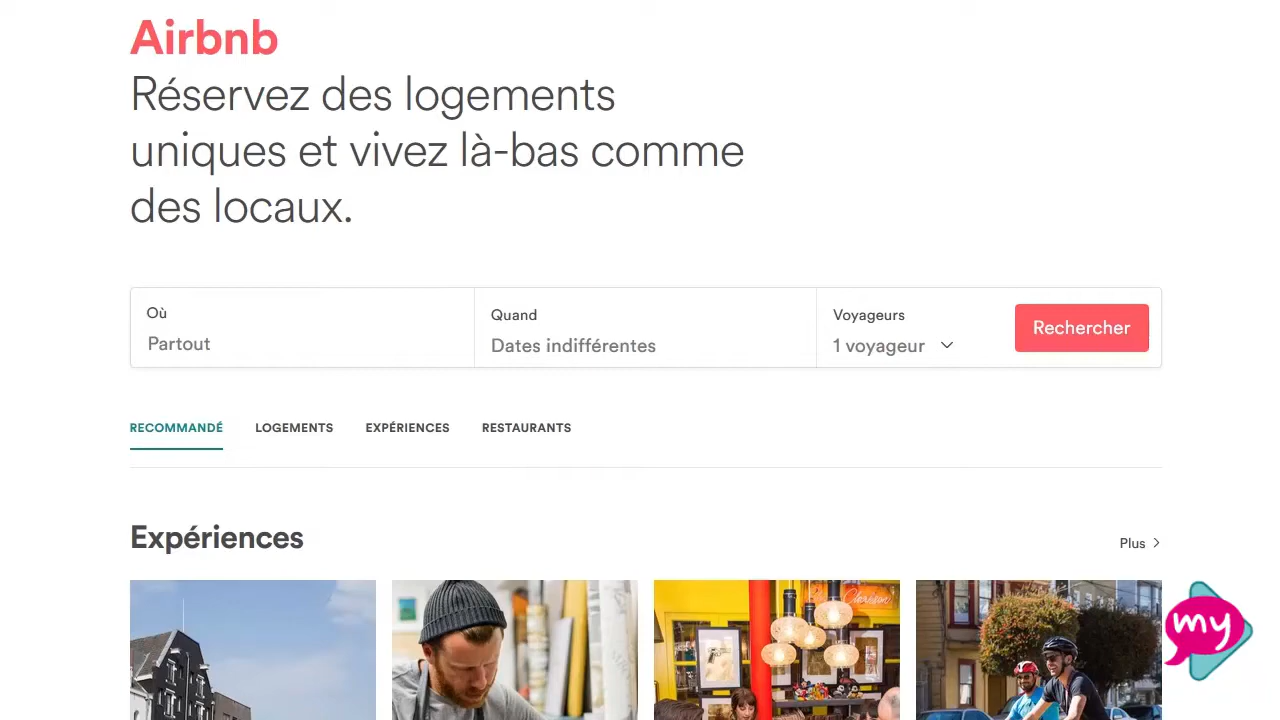 Airbnb
Réservez des logements
uniques et vivez là-bas comme
des locaux.
Où
Partout
Quand
Dates indifférentes
Voyageurs
1 voyageur
Rechercher
RECOMMANDÉ LOGEMENTS EXPÉRIENCES RESTAURANTS
Expériences
Plus
my